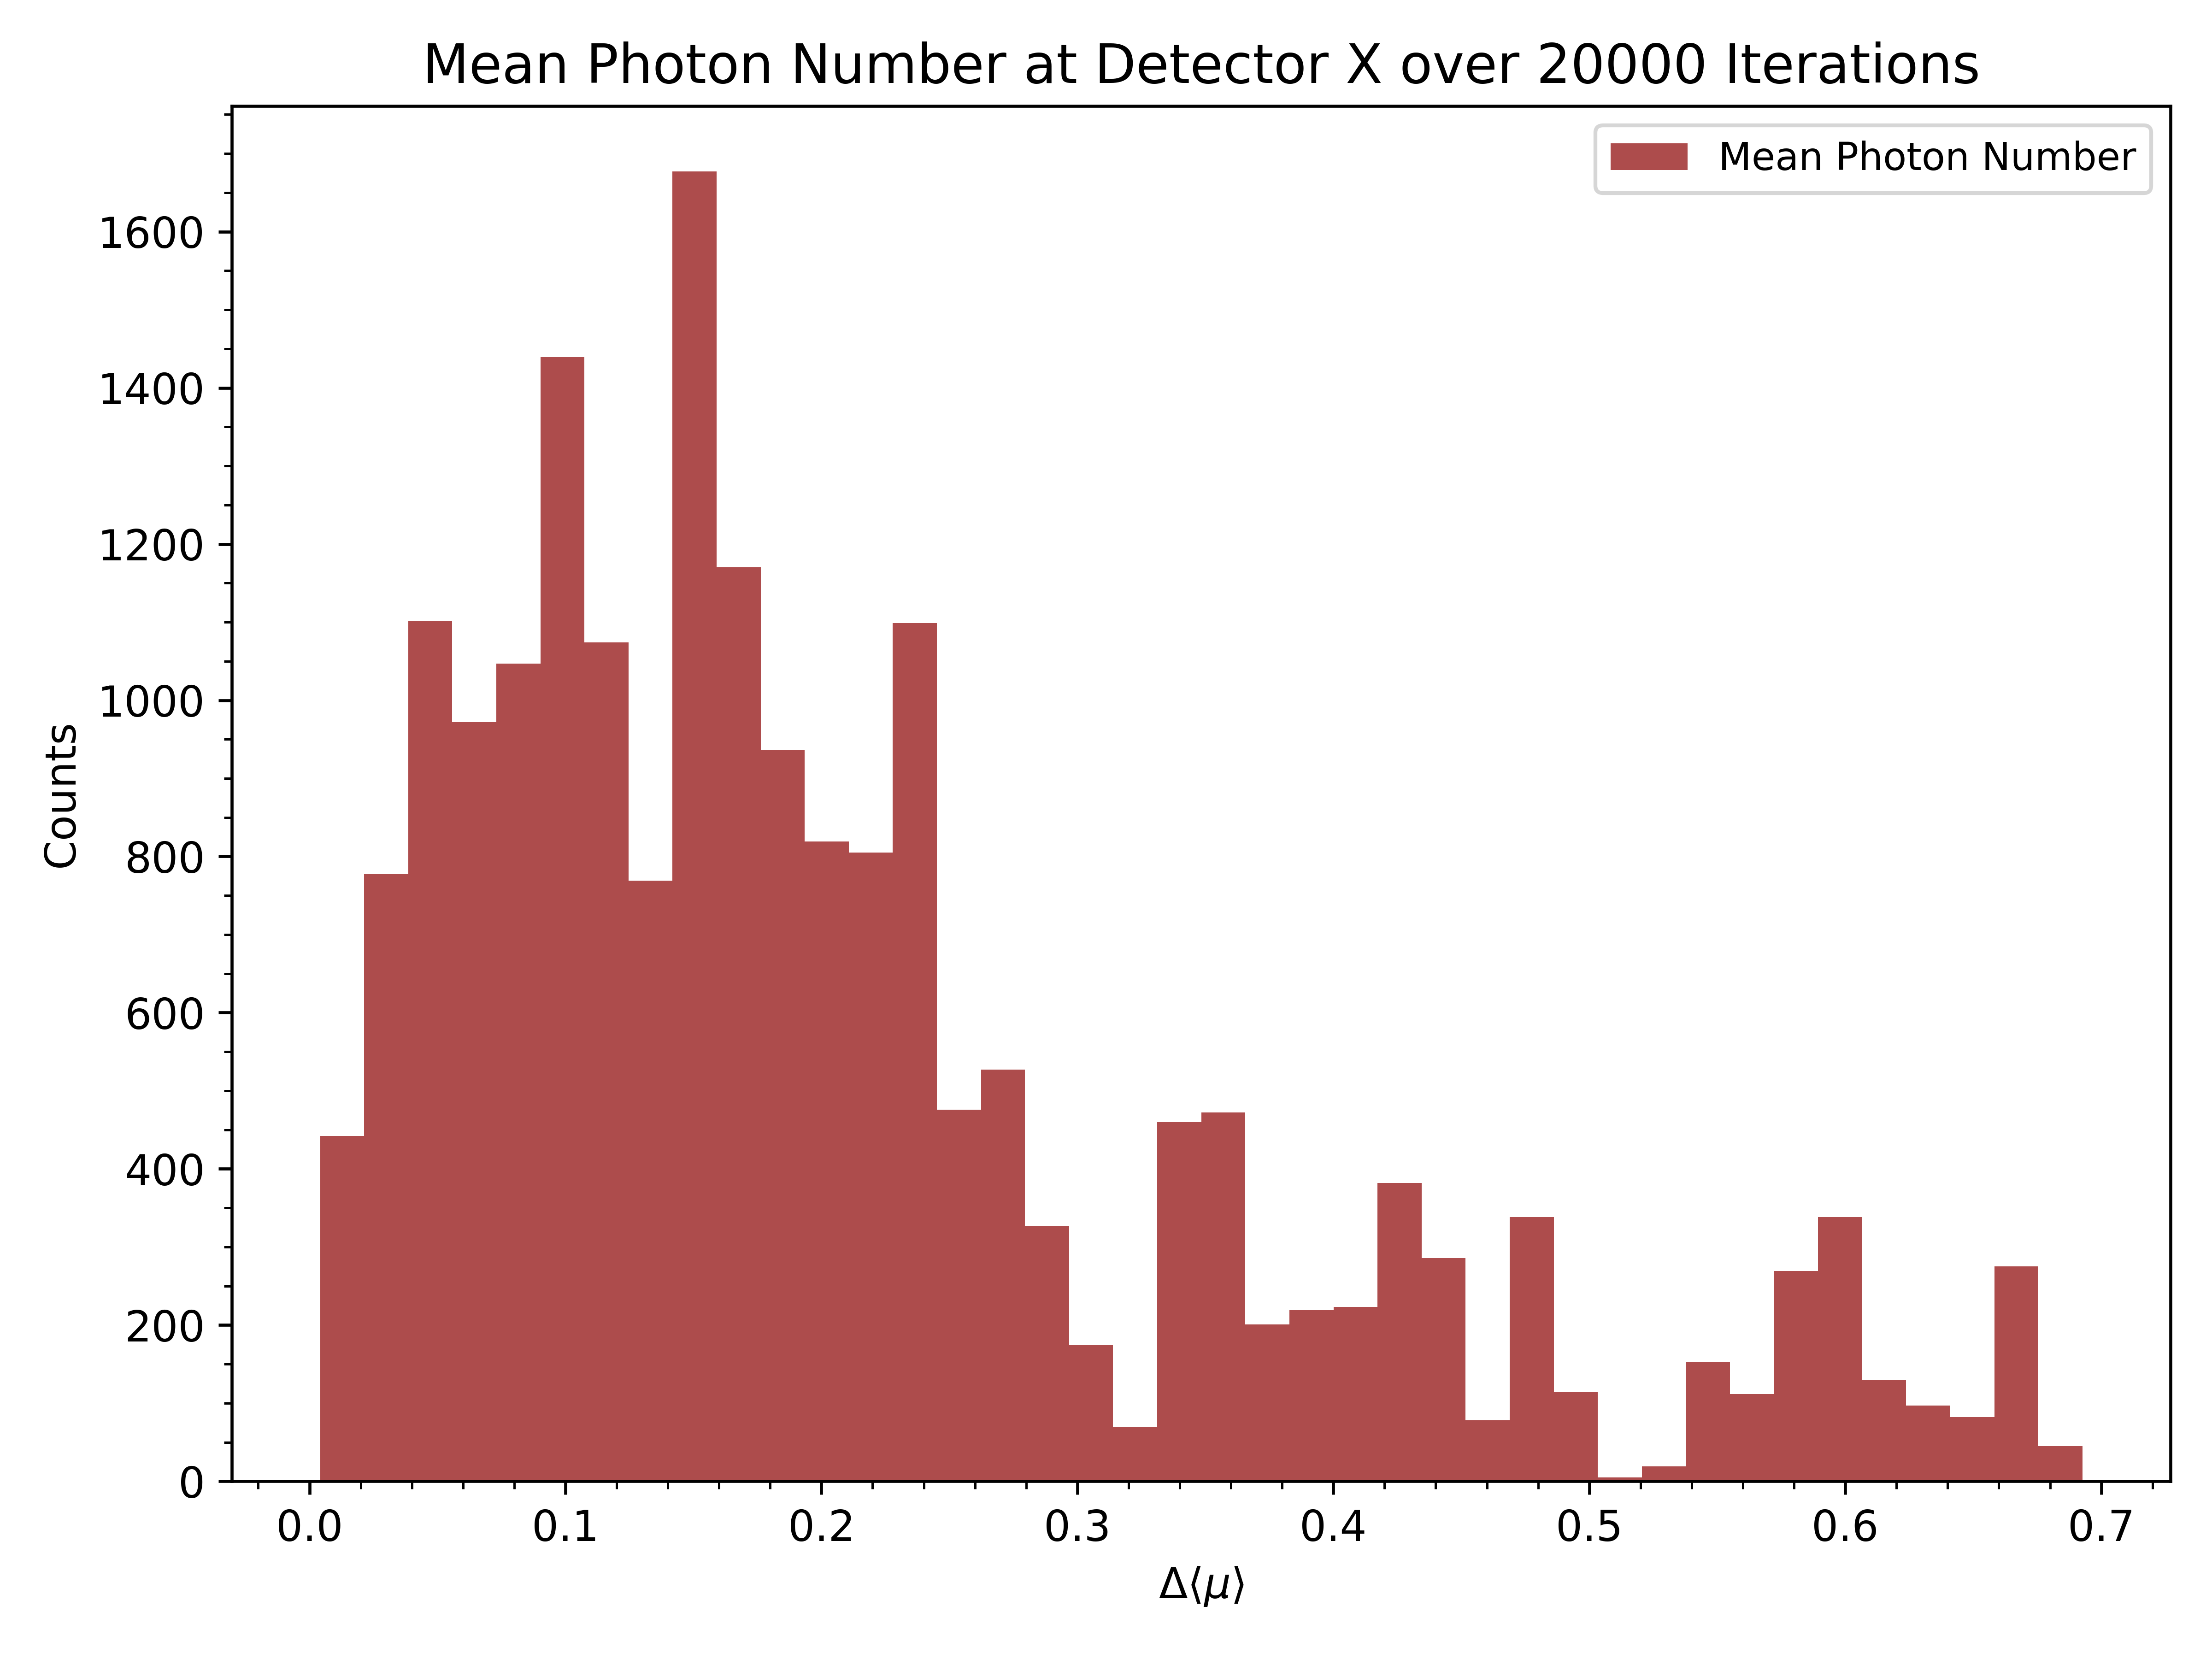 Mean Photon Number at Detector X over 20000 Iterations
Mean Photon Number
1600
1400
1200
1000
800
600
400
200
0
Counts
0.0 0.1 0.2 0.3 0.4 0.5 0.6 0.7
Δ⟨μ⟩